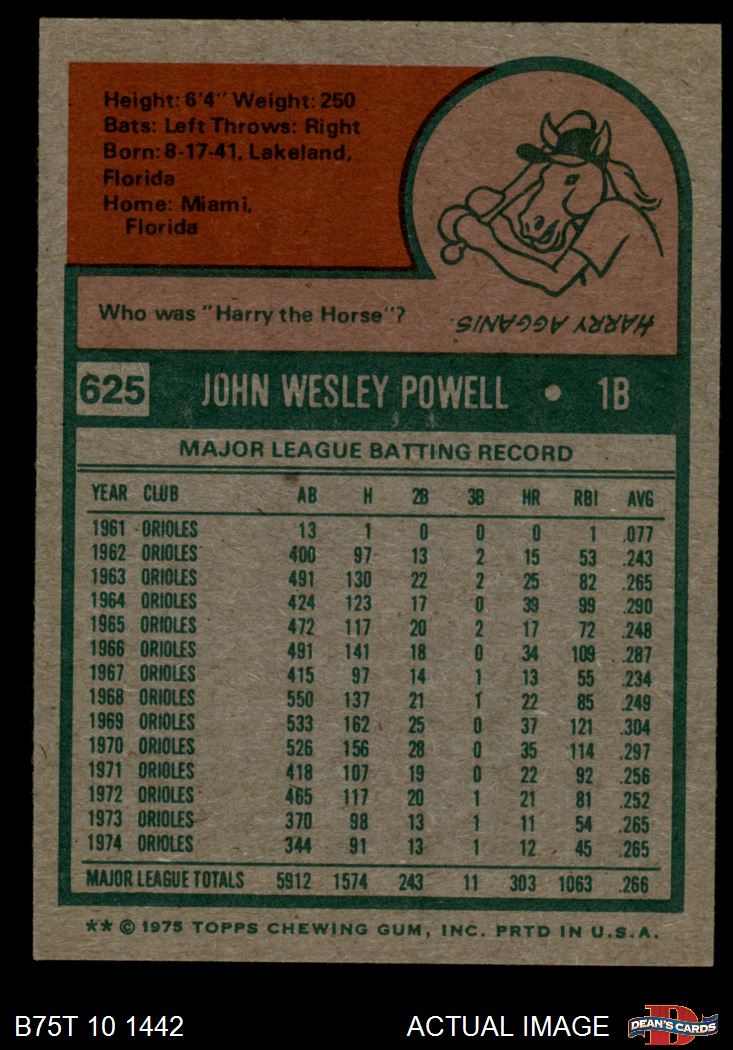 Height: 6'4" Weight: 250
Bats: Left Throws: Right
Born: 8-17-41, Lakeland,
Florida
Home: Miami,
Florida
Who was "Harry the Horse"?
HARRY AGGANIS
625 JOHN WESLEY POWELL • 1B
MAJOR LEAGUE BATTING RECORD
YEAR CLUB AB H 2B 3B HR RBI AVG
1961 ORIOLES 13 1 0 0 0 1 .077
1962 ORIOLES 400 97 13 2 15 53 .243
1963 ORIOLES 491 130 22 2 25 82 .265
1964 ORIOLES 424 123 17 0 39 99 .290
1965 ORIOLES 472 117 20 2 17 72 .248
1966 ORIOLES 491 141 18 0 34 109 .287
1967 ORIOLES 415 97 14 1 13 55 .234
1968 ORIOLES 550 137 21 1 22 85 .249
1969 ORIOLES 533 162 25 0 37 121 .304
1970 ORIOLES 526 156 28 0 35 114 .297
1971 ORIOLES 418 107 19 0 22 92 .256
1972 ORIOLES 465 117 20 1 21 81 .252
1973 ORIOLES 370 98 13 1 11 54 .265
1974 ORIOLES 344 91 13 1 12 45 .265
MAJOR LEAGUE TOTALS 5912 1574 243 11 303 1063 .266
** © 1975 TOPPS CHEWING GUM, INC. PRTD IN U.S.A.
B75T 10 1442 ACTUAL IMAGE D DEAN'S CARDS